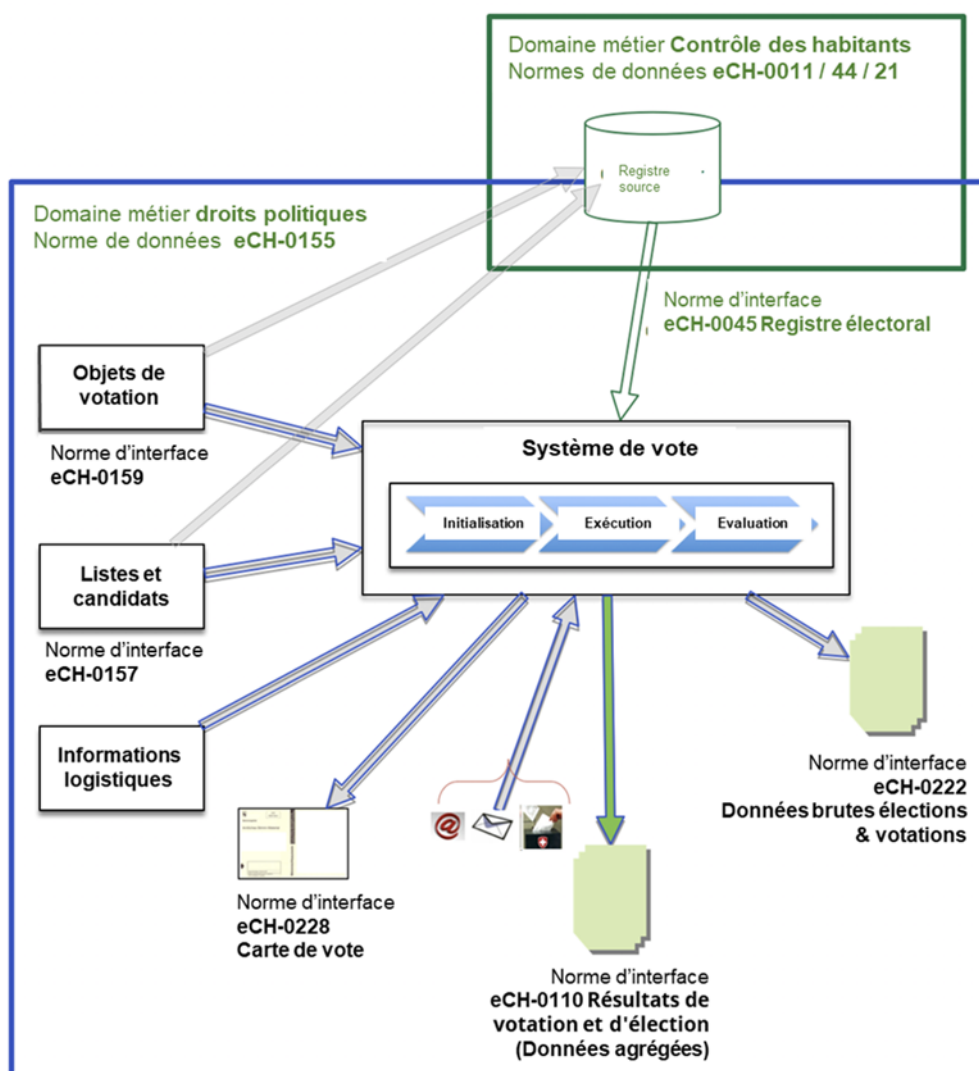 Domaine métier Contrôle des habitants
Normes de données eCH-0011 / 44 / 21
Registre
source
Domaine métier droits politiques
Norme de données eCH-0155
Norme d'interface
eCH-0045 Registre électoral
Objets de
votation
Norme d'interface
eCH-0159
Système de vote
Initialisation
Exécution
Evaluation
Listes et
candidats
Norme d'interface
eCH-0157
Informations
logistiques
Norme d'interface
eCH-222
Données brutes élections
& votations
@
Norme d'interface
eCH-0228
Carte de vote
Norme d'interface
eCH-0110 Résultats de
votation et d'élection
(Données agrégées)